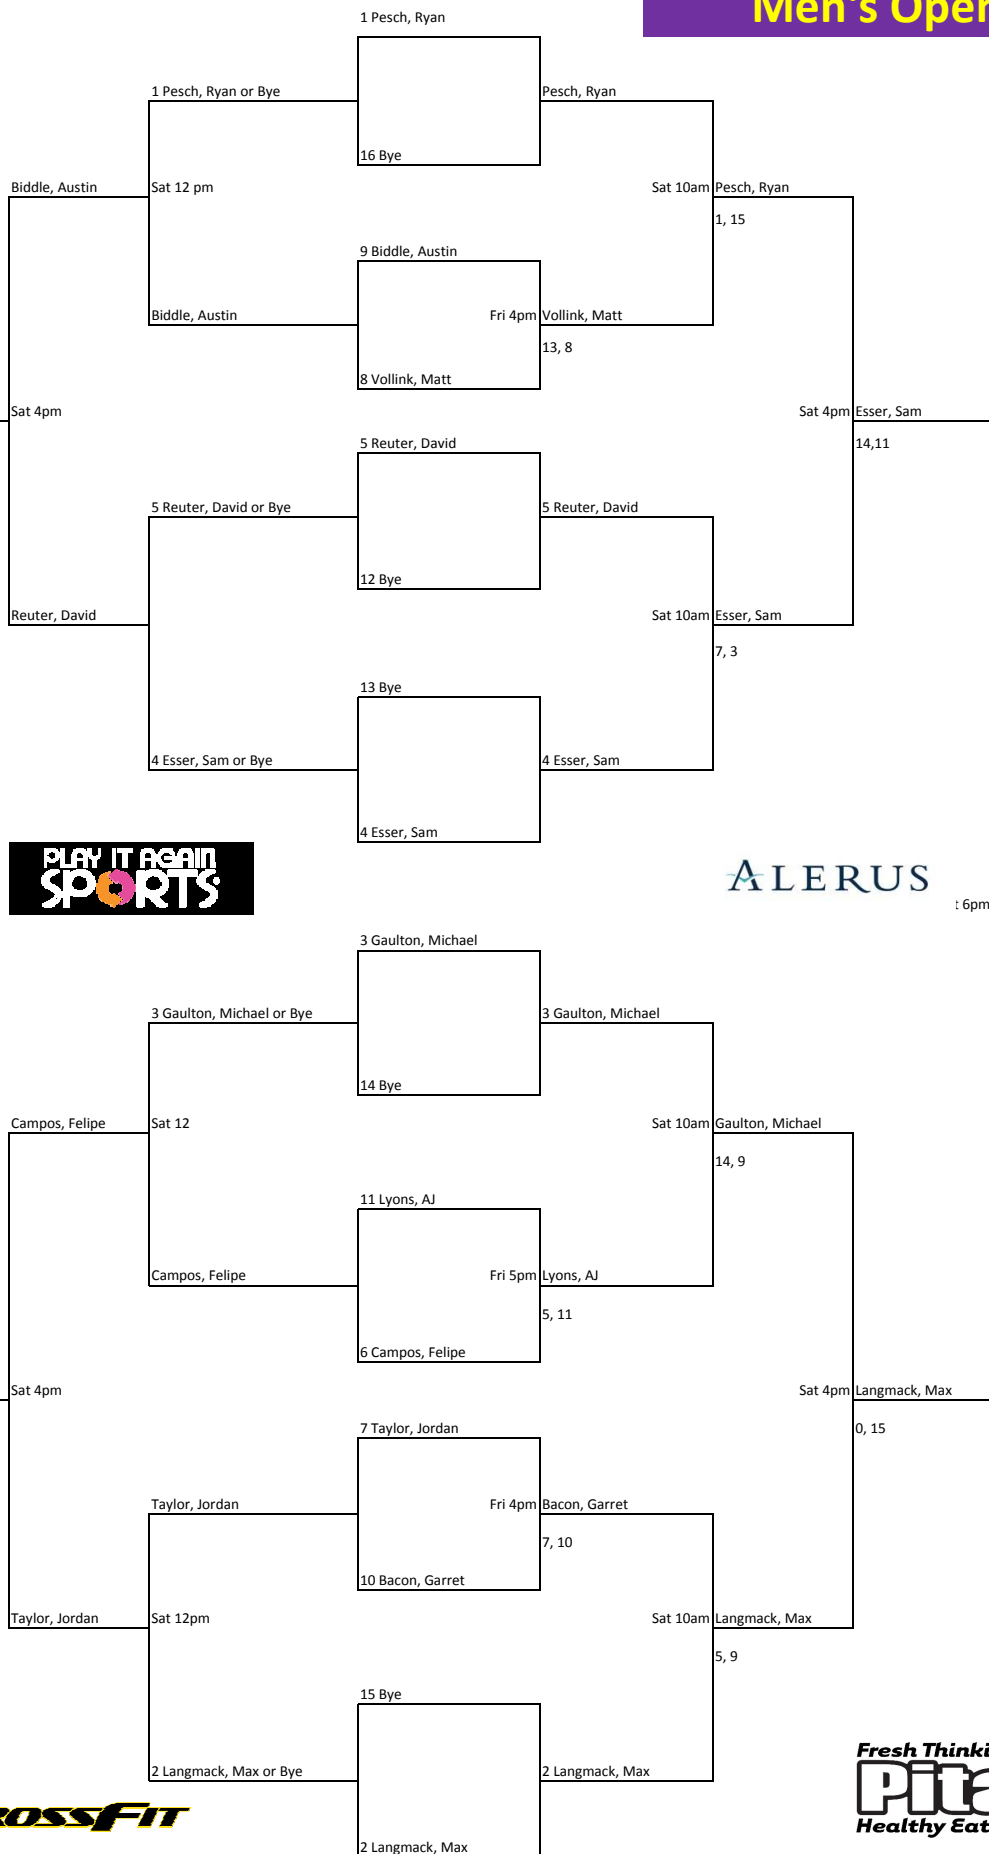 Men's Open
1 Pesch, Ryan
1 Pesch, Ryan or Bye
Pesch, Ryan
16 Bye
Biddle, Austin
Sat 12 pm
Sat 10am
Pesch, Ryan
1, 15
9 Biddle, Austin
Biddle, Austin
Fri 4pm
Vollink, Matt
13, 8
8 Vollink, Matt
Sat 4pm
Sat 4pm
Esser, Sam
14,11
5 Reuter, David
5 Reuter, David or Bye
5 Reuter, David
12 Bye
Reuter, David
Sat 10am
Esser, Sam
7, 3
13 Bye
4 Esser, Sam or Bye
4 Esser, Sam
4 Esser, Sam
PLAY IT AGAIN
SPORTS
ALERUS
t 6pm
3 Gaulton, Michael
3 Gaulton, Michael or Bye
3 Gaulton, Michael
14 Bye
Campos, Felipe
Sat 12
Sat 10am
Gaulton, Michael
14, 9
11 Lyons, AJ
Campos, Felipe
Fri 5pm
Lyons, AJ
5, 11
6 Campos, Felipe
Sat 4pm
Sat 4pm
Langmack, Max
0, 15
7 Taylor, Jordan
Taylor, Jordan
Fri 4pm
Bacon, Garret
7, 10
10 Bacon, Garret
Taylor, Jordan
Sat 12pm
Sat 10am
Langmack, Max
5, 9
15 Bye
2 Langmack, Max or Bye
2 Langmack, Max
2 Langmack, Max
ROSSFIT
Fresh Thinki
Pita
Healthy Eat